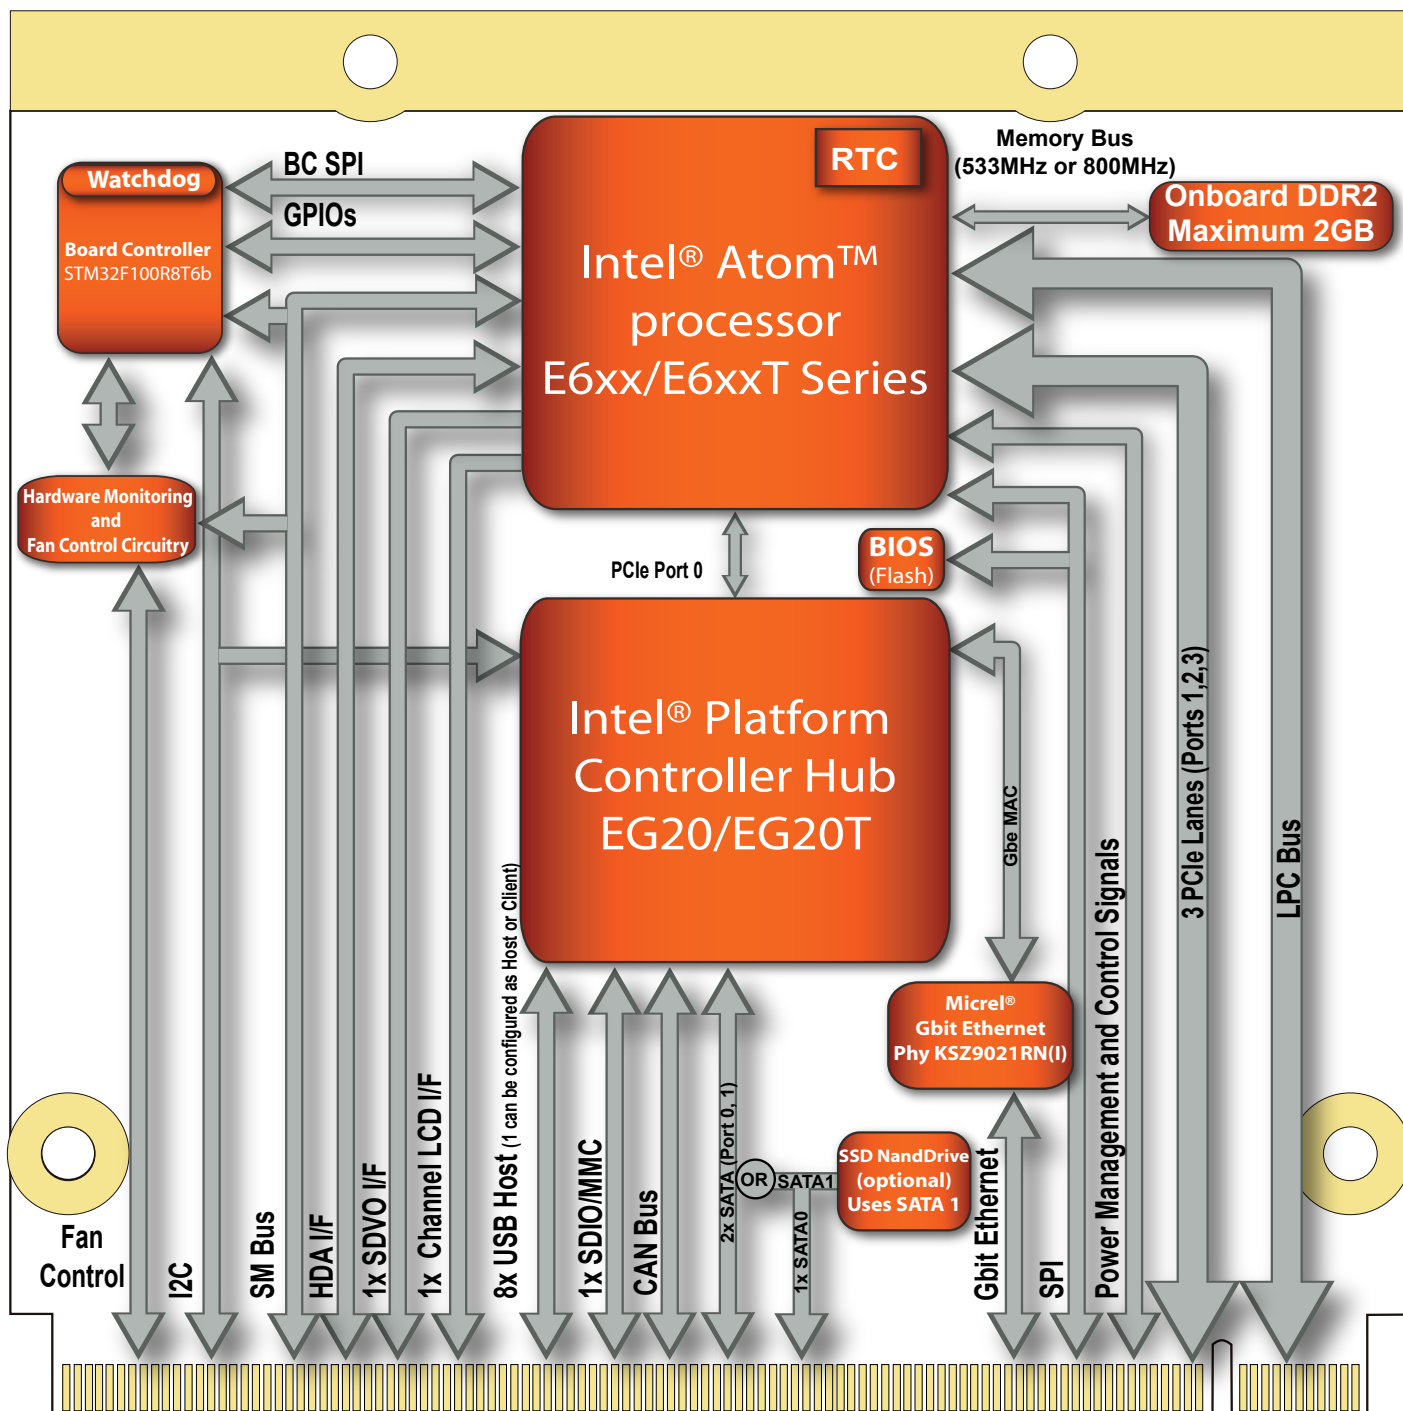 BC SPI
GPIOs
Watchdog
Board Controller
STM32F100R8T6b
RTC
Intel® Atom™
processor
E6xx/E6xxT Series
Memory Bus
(533MHz or 800MHz)
Onboard DDR2
Maximum 2GB
Hardware Monitoring
and
Fan Control Circuitry
PCIe Port 0
BIOS
(Flash)
Intel® Platform
Controller Hub
EG20/EG20T
Gbe MAC
3 PCIe Lanes (Ports 1,2,3)
LPC Bus
Micrel®
Gbit Ethernet
Phy KSZ9021RN(I)
SSD NandDrive
(optional)
Uses SATA 1
OR
SATA1
1x SATA0
2x SATA (Port 0, 1)
Fan
Control
I2C
SM Bus
HDA I/F
1x SDVO I/F
1x Channel LCD I/F
8x USB Host (1 can be configured as Host or Client)
1x SDIO/MMC
CAN Bus
Gbit Ethernet
SPI
Power Management and Control Signals